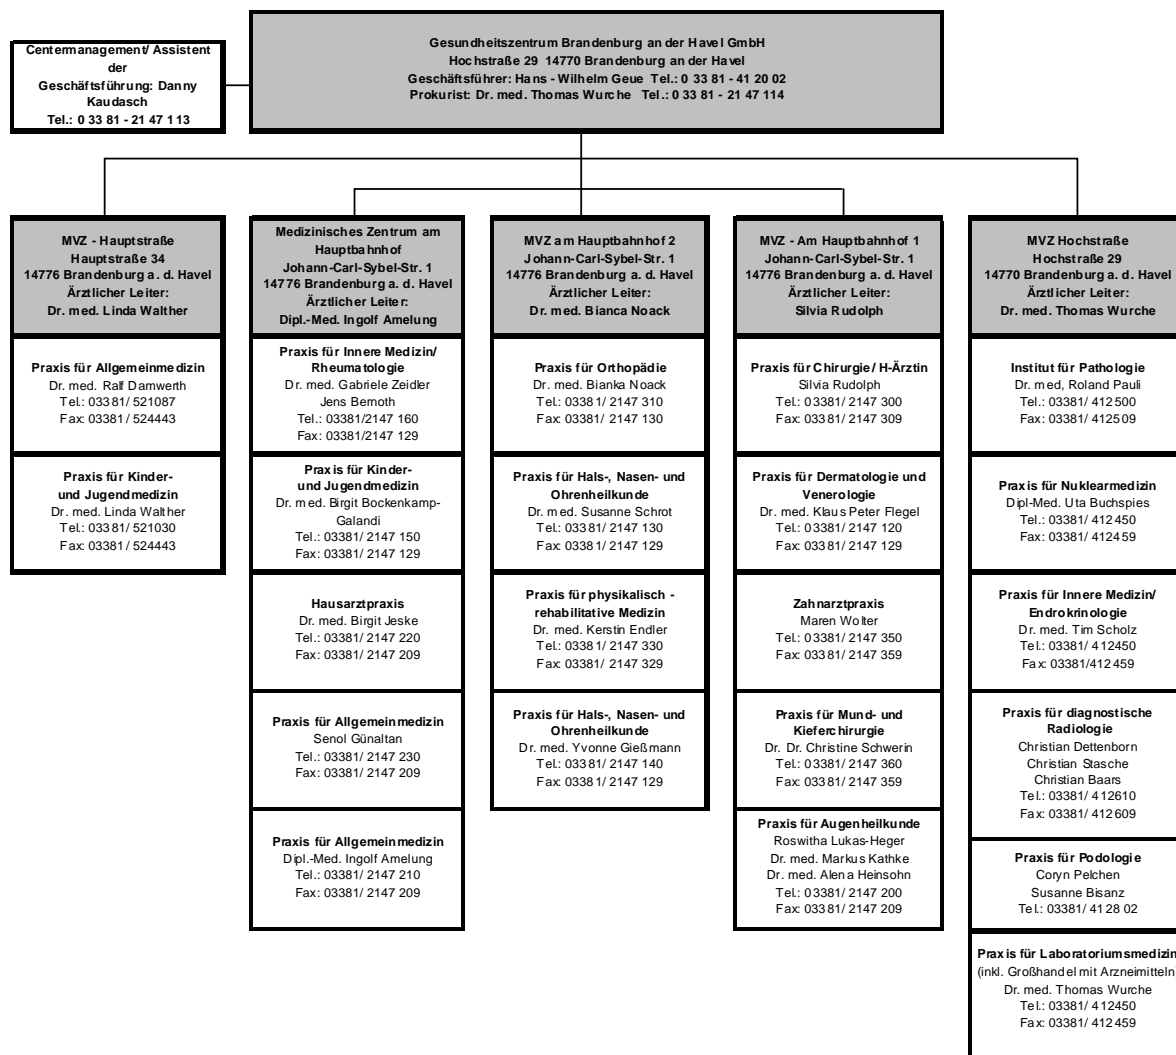 Centermanagement/ Assistent
der
Geschäftsführung: Danny
Kaudasch
Tel.: 0 33 81 - 21 47 113
Gesundheitszentrum Brandenburg an der Havel GmbH
Hochstraße 29 14770 Brandenburg an der Havel
Geschäftsführer: Hans - Wilhelm Geue Tel.: 0 33 81 - 41 20 02
Prokurist: Dr. med. Thomas Wurche Tel.: 0 33 81 - 21 47 114
MVZ - Hauptstraße
Hauptstraße 34
14776 Brandenburg a. d. Havel
Ärztlicher Leiter:
Dr. med. Linda Walther
Praxis für Allgemeinmedizin
Dr. med. Ralf Damwerth
Tel.: 03381/ 521087
Fax: 03381/ 524443
Praxis für Kinder-
und Jugendmedizin
Dr. med. Linda Walther
Tel.: 03381/ 521030
Fax: 03381/ 524443
Medizinisches Zentrum am
Hauptbahnhof
Johann-Carl-Sybel-Str. 1
14776 Brandenburg a. d. Havel
Ärztlicher Leiter:
Dipl.-Med. Ingolf Amelung
Praxis für Innere Medizin/
Rheumatologie
Dr. med. Gabriele Zeidler
Jens Bernoth
Tel.: 03381/2147 160
Fax: 03381/2147 129
Praxis für Kinder-
und Jugendmedizin
Dr. med. Birgit Bockenkamp-
Galandi
Tel.: 03381/ 2147 150
Fax: 03381/ 2147 129
Hausarztpraxis
Dr. med. Birgit Jeske
Tel.: 03381/ 2147 220
Fax: 03381/ 2147 209
Praxis für Allgemeinmedizin
Senol Günaltan
Tel.: 03381/ 2147 230
Fax: 03381/ 2147 209
Praxis für Allgemeinmedizin
Dipl.-Med. Ingolf Amelung
Tel.: 03381/ 2147 210
Fax: 03381/ 2147 209
MVZ am Hauptbahnhof 2
Johann-Carl-Sybel-Str. 1
14776 Brandenburg a. d. Havel
Ärztlicher Leiter:
Dr. med. Bianca Noack
Praxis für Orthopädie
Dr. med. Bianka Noack
Tel.: 03381/ 2147 310
Fax: 03381/ 2147 130
Praxis für Hals-, Nasen- und
Ohrenheilkunde
Dr. med. Susanne Schrot
Tel.: 03381/ 2147 130
Fax: 03381/ 2147 129
Praxis für physikalisch -
rehabilitative Medizin
Dr. med. Kerstin Endler
Tel.: 03381/ 2147 330
Fax: 03381/ 2147 329
Praxis für Hals-, Nasen- und
Ohrenheilkunde
Dr. med. Yvonne Gießmann
Tel.: 03381/ 2147 140
Fax: 03381/ 2147 129
MVZ - Am Hauptbahnhof 1
Johann-Carl-Sybel-Str. 1
14776 Brandenburg a. d. Havel
Ärztlicher Leiter:
Silvia Rudolph
Praxis für Chirurgie/ H-Ärztin
Silvia Rudolph
Tel.: 03381/ 2147 300
Fax: 03381/ 2147 309
Praxis für Dermatologie und
Venerologie
Dr. med. Klaus Peter Flegel
Tel.: 03381/ 2147 120
Fax: 03381/ 2147 129
Zahnarztpraxis
Maren Wolter
Tel.: 03381/ 2147 350
Fax: 03381/ 2147 359
Praxis für Mund- und
Kieferchirurgie
Dr. Dr. Christine Schwerin
Tel.: 03381/ 2147 360
Fax: 03381/ 2147 359
Praxis für Augenheilkunde
Roswitha Lukas-Heger
Dr. med. Markus Kathke
Dr. med. Alena Heinsohn
Tel.: 03381/ 2147 200
Fax: 03381/ 2147 209
MVZ Hochstraße
Hochstraße 29
14770 Brandenburg a. d. Havel
Ärztlicher Leiter:
Dr. med. Thomas Wurche
Institut für Pathologie
Dr. med, Roland Pauli
Tel.: 03381/ 412500
Fax: 03381/ 412509
Praxis für Nuklearmedizin
Dipl-Med. Uta Buchspies
Tel.: 03381/ 412450
Fax: 03381/ 412459
Praxis für Innere Medizin/
Endrokrinologie
Dr. med. Tim Scholz
Tel.: 03381/ 412450
Fax: 03381/412459
Praxis für diagnostische
Radiologie
Christian Dettenborn
Christian Stasche
Christian Baars
Tel.: 03381/ 412610
Fax: 03381/ 412609
Praxis für Podologie
Coryn Pelchen
Susanne Bisanz
Tel.: 03381/ 41 28 02
Praxis für Laboratoriumsmedizin
(inkl. Großhandel mit Arzneimitteln
Dr. med. Thomas Wurche
Tel.: 03381/ 412450
Fax: 03381/ 412459